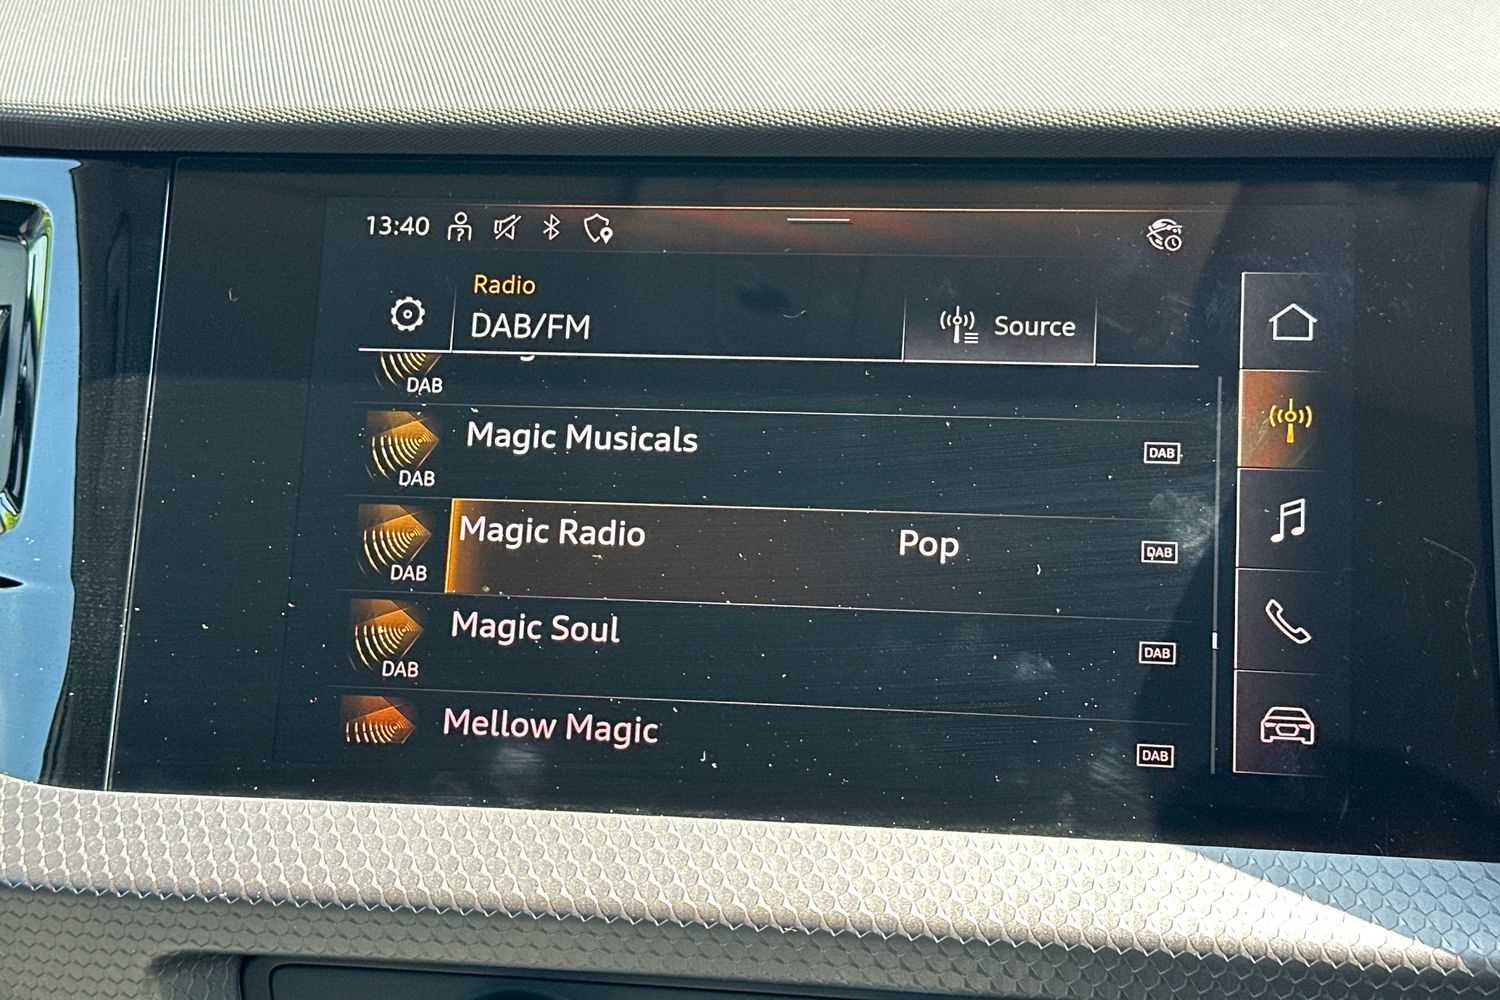 13:40
Radio
DAB/FM
Source
DAB
Magic Musicals
DAB
DAB
Magic Radio
Pop
DAB
DAB
Magic Soul
DAB
DAB
Mellow Magic
DAB